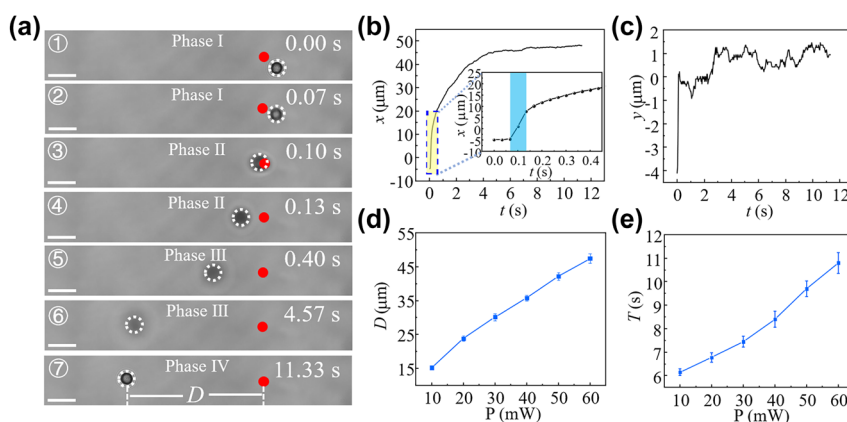 (a)
① Phase I 0.00 s
② Phase I 0.07 s
③ Phase II 0.10 s
④ Phase II 0.13 s
⑤ Phase III 0.40 s
⑥ Phase III 4.57 s
⑦ Phase IV 11.33 s
D
(b)
x (μm)
50
40
30
20
10
0
-10
0 2 4 6 8 10 12
t (s)
x (μm)
25
20
15
10
5
0
-5
-10
0.0 0.1 0.2 0.3 0.4
t (s)
(c)
y (μm)
2
1
0
-1
-2
-3
-4
0 2 4 6 8 10 12
t (s)
(d)
D (μm)
55
45
35
25
15
10 20 30 40 50 60
P (mW)
(e)
T (s)
12
11
10
9
8
7
6
10 20 30 40 50 60
P (mW)